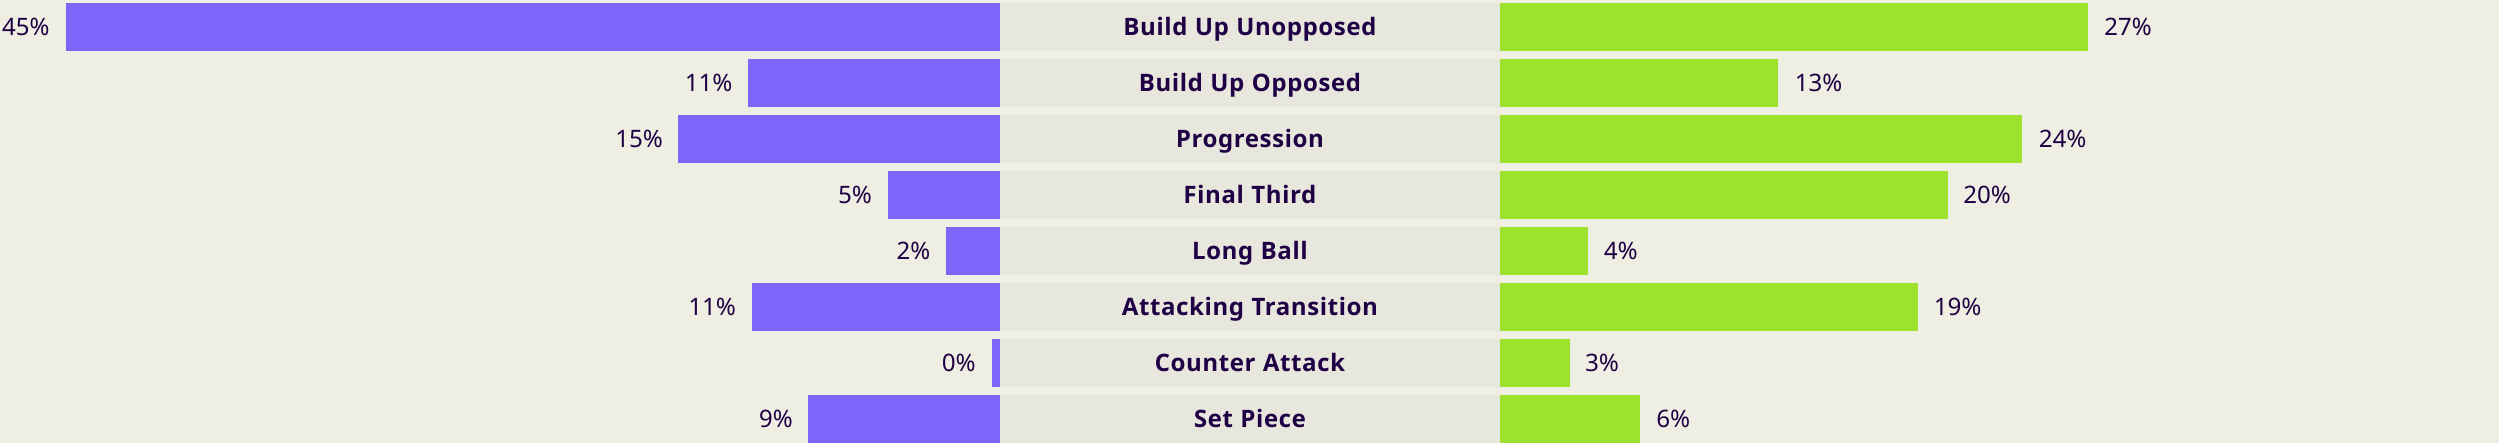 45% Build Up Unopposed 27%
11% Build Up Opposed 13%
15% Progression 24%
5% Final Third 20%
2% Long Ball 4%
11% Attacking Transition 19%
0% Counter Attack 3%
9% Set Piece 6%